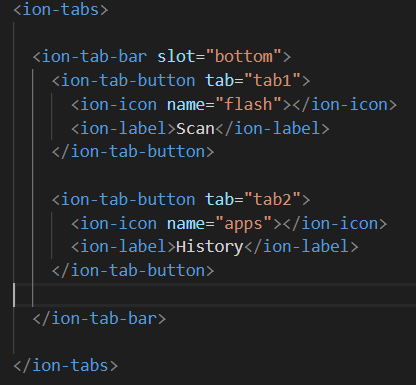 <ion-tabs>
<ion-tab-bar slot="bottom">
<ion-tab-button tab="tab1">
<ion-icon name="flash"></ion-icon>
<ion-label>Scan</ion-label>
</ion-tab-button>
<ion-tab-button tab="tab2">
<ion-icon name="apps"></ion-icon>
<ion-label>History</ion-label>
</ion-tab-button>
</ion-tab-bar>
</ion-tabs>